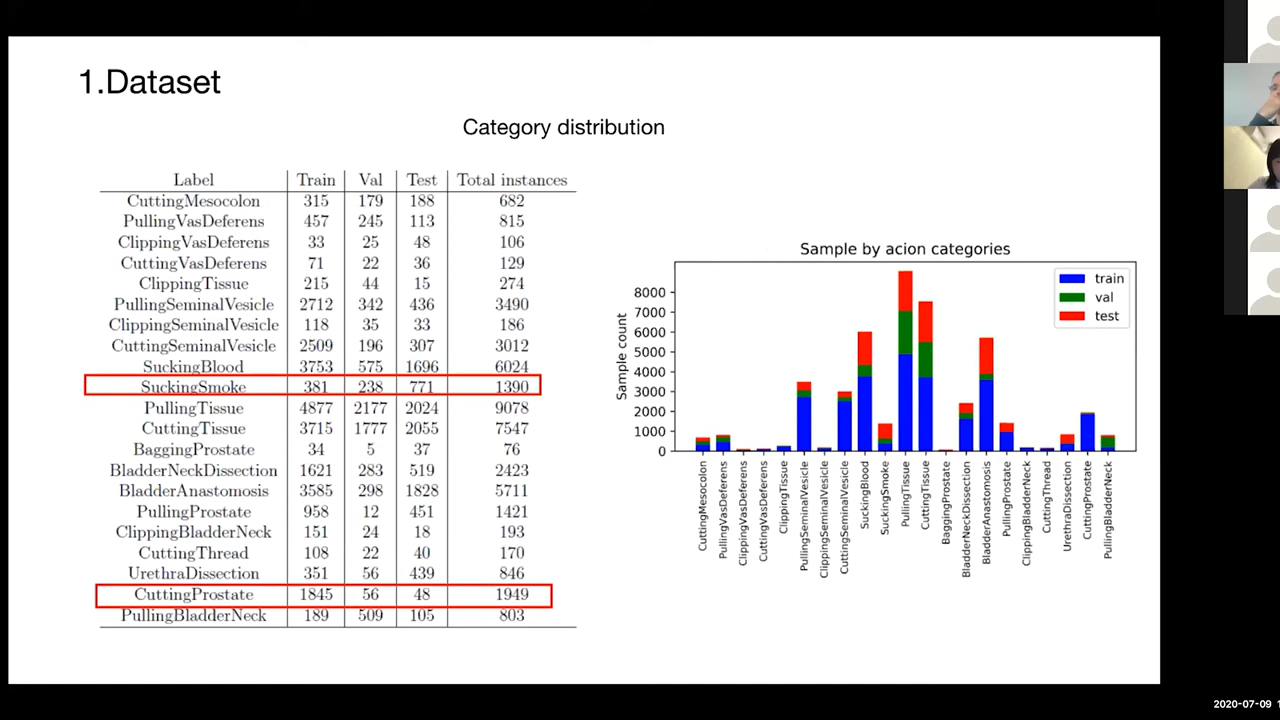 1.Dataset
Category distribution
Label Train Val Test Total instances
CuttingMesocolon 315 179 188 682
PullingVasDeferens 457 245 113 815
ClippingVasDeferens 33 25 48 106
CuttingVasDeferens 71 22 36 129
ClippingTissue 215 44 15 274
PullingSeminalVesicle 2712 342 436 3490
ClippingSeminalVesicle 118 35 33 186
CuttingSeminalVesicle 2509 196 307 3012
SuckingBlood 3753 575 1696 6024
SuckingSmoke 381 238 771 1390
PullingTissue 4877 2177 2024 9078
CuttingTissue 3715 1777 2055 7547
BaggingProstate 34 5 37 76
BladderNeckDissection 1621 283 519 2423
BladderAnastomosis 3585 298 1828 5711
PullingProstate 958 12 451 1421
ClippingBladderNeck 151 24 18 193
CuttingThread 108 22 40 170
UrethraDissection 351 56 439 846
CuttingProstate 1845 56 48 1949
PullingBladderNeck 189 509 105 803
Sample by acion categories
train
val
test
Sample count
8000
7000
6000
5000
4000
3000
2000
1000
0
CuttingMesocolon
PullingVasDeferens
ClippingVasDeferens
CuttingVasDeferens
ClippingTissue
PullingSeminalVesicle
ClippingSeminalVesicle
CuttingSeminalVesicle
SuckingBlood
SuckingSmoke
PullingTissue
CuttingTissue
BaggingProstate
BladderNeckDissection
BladderAnastomosis
PullingProstate
ClippingBladderNeck
CuttingThread
UrethraDissection
CuttingProstate
PullingBladderNeck
2020-07-09